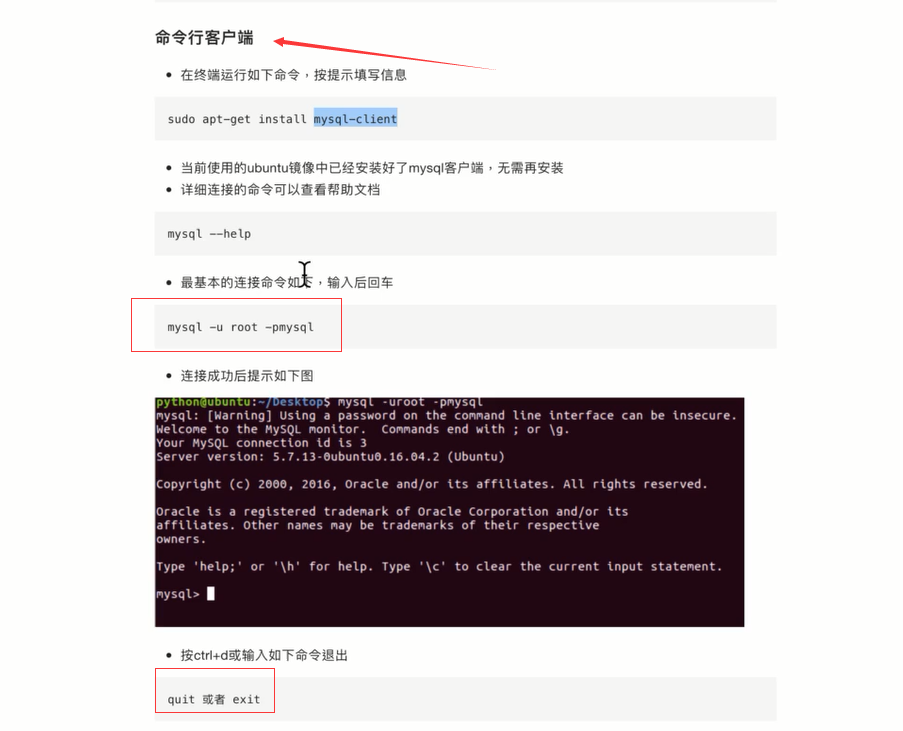 命令行客户端
在终端运行如下命令，按提示填写信息
sudo apt-get install mysql-client
当前使用的ubuntu镜像中已经安装好了mysql客户端，无需再安装
详细连接的命令可以查看帮助文档
mysql --help
最基本的连接命令如下，输入后回车
mysql -u root -pmysql
连接成功后提示如下图
python@ubuntu:~/Desktop$ mysql -uroot -pmysql
mysql: [Warning] Using a password on the command line interface can be insecure.
Welcome to the MySQL monitor.  Commands end with ; or \g.
Your MySQL connection id is 3
Server version: 5.7.13-0ubuntu0.16.04.2 (Ubuntu)
Copyright (c) 2000, 2016, Oracle and/or its affiliates. All rights reserved.
Oracle is a registered trademark of Oracle Corporation and/or its
affiliates. Other names may be trademarks of their respective
owners.
Type 'help;' or '\h' for help. Type '\c' to clear the current input statement.
mysql>
按ctrl+d或输入如下命令退出
quit 或者 exit